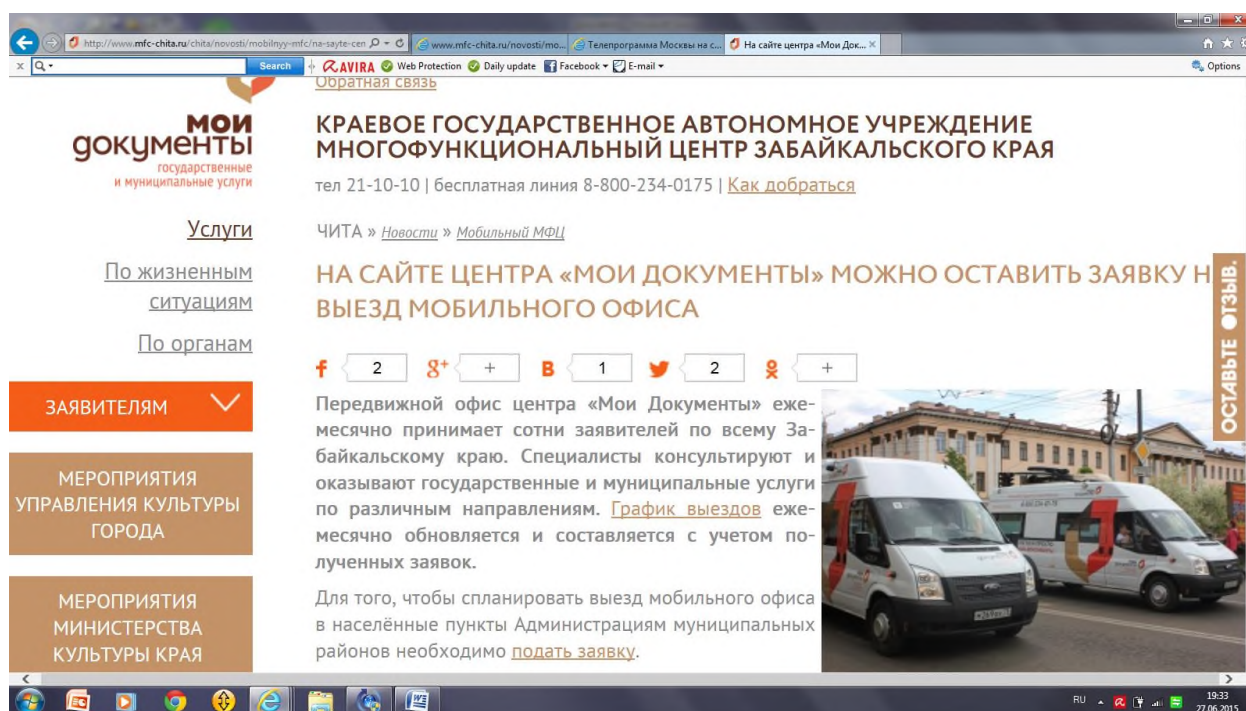 http://www.mfc-chita.ru/chita/novosti/mobilnyy-mfc/na-sayte-cen
www.mfc-chita.ru/novosti/mo...
Телепрограмма Москвы на с...
На сайте центра «Мои Док...
Search
AVIRA
Web Protection
Daily update
Facebook
E-mail
Options
Обратная связь
мои
документы
государственные
и муниципальные услуги
КРАЕВОЕ ГОСУДАРСТВЕННОЕ АВТОНОМНОЕ УЧРЕЖДЕНИЕ
МНОГОФУНКЦИОНАЛЬНЫЙ ЦЕНТР ЗАБАЙКАЛЬСКОГО КРАЯ
тел 21-10-10 | бесплатная линия 8-800-234-0175 | Как добраться
Услуги
По жизненным
ситуациям
По органам
ЗАЯВИТЕЛЯМ
МЕРОПРИЯТИЯ
УПРАВЛЕНИЯ КУЛЬТУРЫ
ГОРОДА
МЕРОПРИЯТИЯ
МИНИСТЕРСТВА
КУЛЬТУРЫ КРАЯ
ЧИТА » Новости » Мобильный МФЦ
НА САЙТЕ ЦЕНТРА «МОИ ДОКУМЕНТЫ» МОЖНО ОСТАВИТЬ ЗАЯВКУ Н
ВЫЕЗД МОБИЛЬНОГО ОФИСА
2
+
1
2
+
Передвижной офис центра «Мои Документы» еже-
месячно принимает сотни заявителей по всему За-
байкальскому краю. Специалисты консультируют и
оказывают государственные и муниципальные услуги
по различным направлениям. График выездов еже-
месячно обновляется и составляется с учетом по-
лученных заявок.
Для того, чтобы спланировать выезд мобильного офиса
в населённые пункты Администрациям муниципальных
районов необходимо подать заявку.
ОСТАВЬТЕ ОТЗЫВ.
RU
19:33
27.06.2015